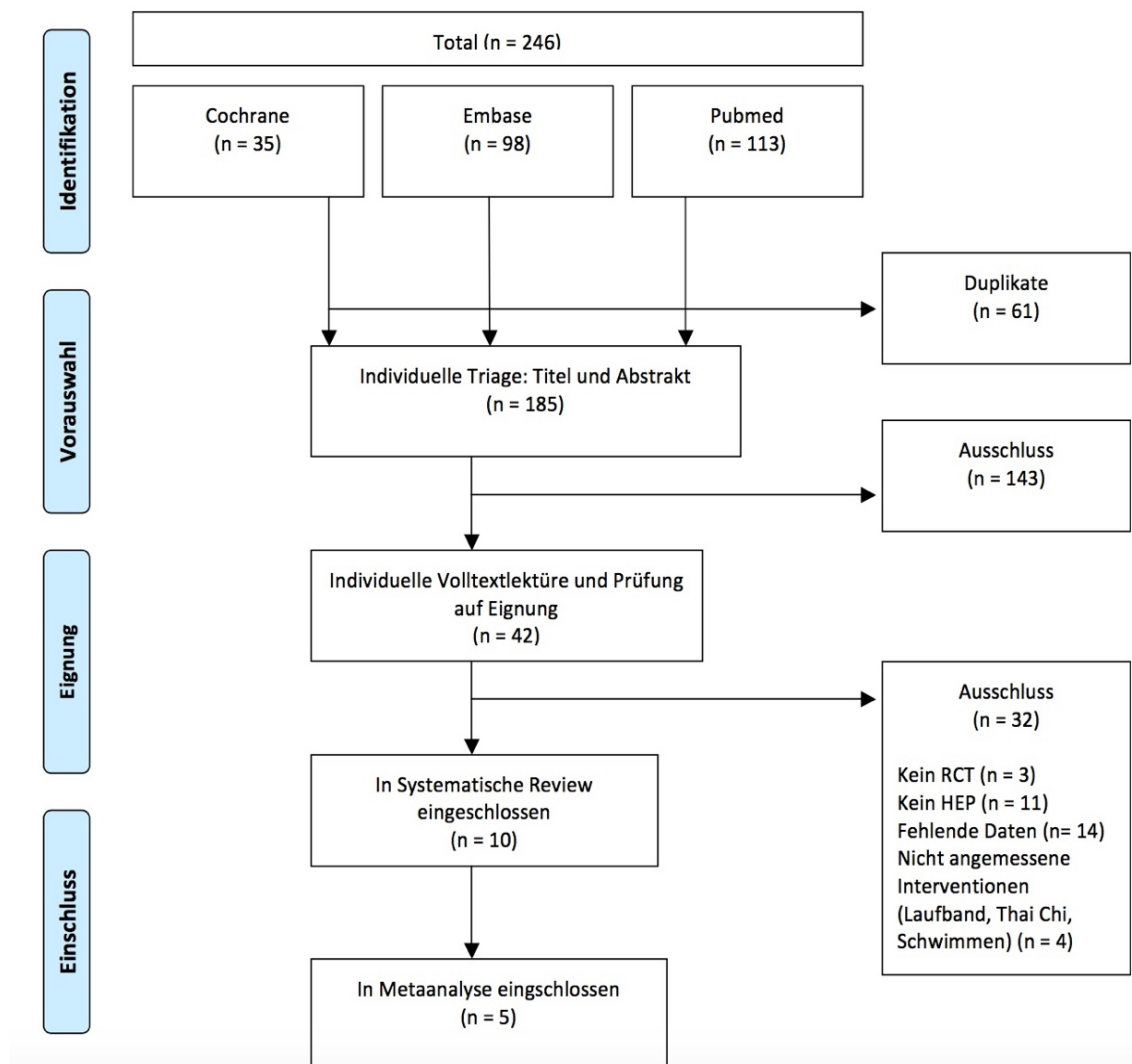 Total (n = 246)
Identifikation
Cochrane
(n = 35)
Embase
(n = 98)
Pubmed
(n = 113)
Duplikate
(n = 61)
Vorauswahl
Individuelle Triage: Titel und Abstrakt
(n = 185)
Ausschluss
(n = 143)
Eignung
Individuelle Volltextlektüre und Prüfung
auf Eignung
(n = 42)
Ausschluss
(n = 32)
Kein RCT (n = 3)
Kein HEP (n = 11)
Fehlende Daten (n= 14)
Nicht angemessene
Interventionen
(Laufband, Thai Chi,
Schwimmen) (n = 4)
In Systematische Review
eingeschlossen
(n = 10)
Einschluss
In Metaanalyse eingschlossen
(n = 5)